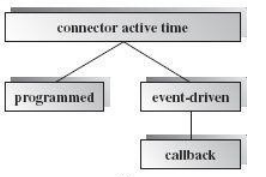 connector active time
programmed
event-driven
callback